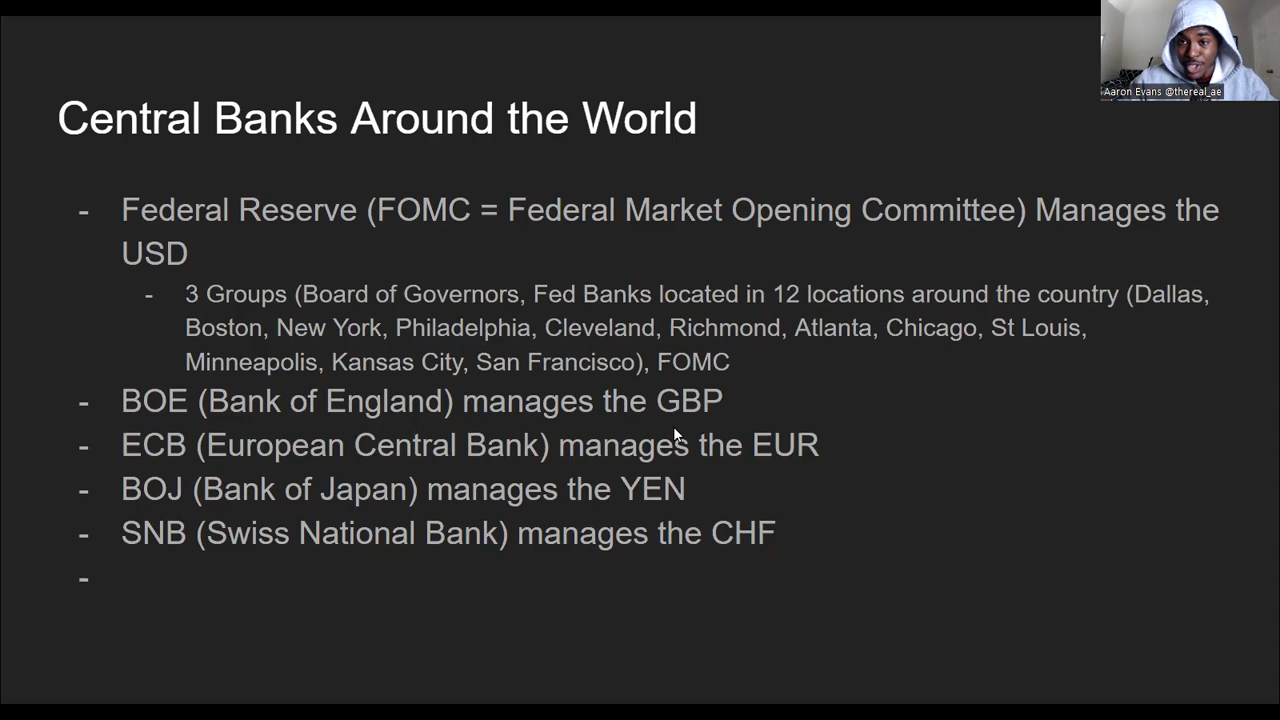 Aaron Evans @thereal_ae
Central Banks Around the World
- Federal Reserve (FOMC = Federal Market Opening Committee) Manages the
USD
- 3 Groups (Board of Governors, Fed Banks located in 12 locations around the country (Dallas,
Boston, New York, Philadelphia, Cleveland, Richmond, Atlanta, Chicago, St Louis,
Minneapolis, Kansas City, San Francisco), FOMC
- BOE (Bank of England) manages the GBP
- ECB (European Central Bank) manages the EUR
- BOJ (Bank of Japan) manages the YEN
- SNB (Swiss National Bank) manages the CHF
-